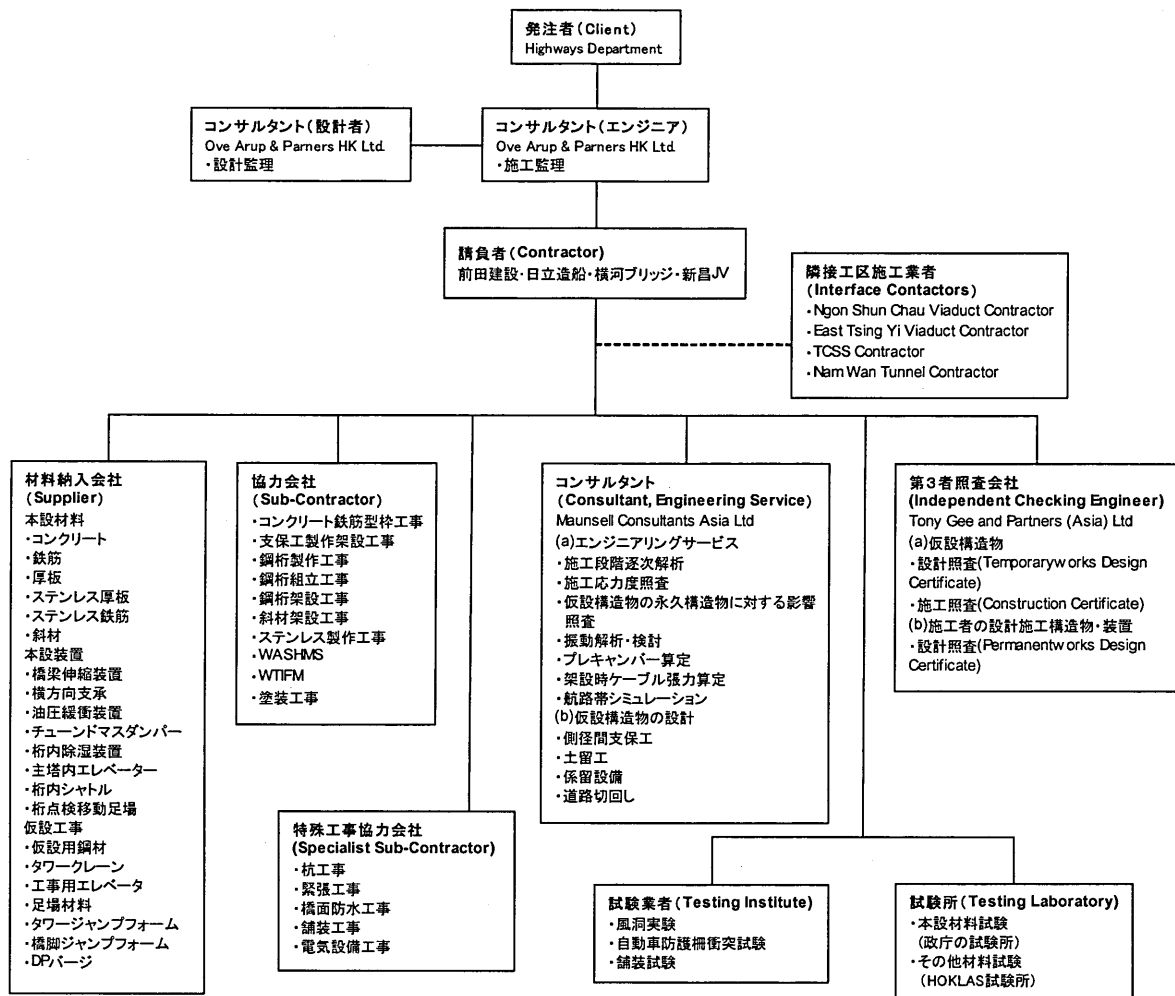 発注者(Client)
Highways Department
コンサルタント(設計者)
Ove Arup & Parners HK Ltd.
・設計監理
コンサルタント(エンジニア)
Ove Arup & Parners HK Ltd.
・施工監理
請負者(Contractor)
前田建設・日立造船・横河ブリッジ・新昌JV
隣接工区施工業者
(Interface Contactors)
・Ngon Shun Chau Viaduct Contractor
・East Tsing Yi Viaduct Contractor
・TCSS Contractor
・Nam Wan Tunnel Contractor
材料納入会社
(Supplier)
本設材料
・コンクリート
・鉄筋
・厚板
・ステンレス厚板
・ステンレス鉄筋
・斜材
本設装置
・橋梁伸縮装置
・横方向支承
・油圧緩衝装置
・チューンドマスダンパー
・桁内除湿装置
・主塔内エレベーター
・桁内シャトル
・桁点検移動足場
仮設工事
・仮設用鋼材
・タワークレーン
・工事用エレベータ
・足場材料
・タワージャンプフォーム
・橋脚ジャンプフォーム
・DPバージ
協力会社
(Sub-Contractor)
・コンクリート鉄筋型枠工事
・支保工製作架設工事
・鋼桁製作工事
・鋼桁組立工事
・鋼桁架設工事
・斜材架設工事
・ステンレス製作工事
・WASHMS
・WTIFM
・塗装工事
特殊工事協力会社
(Specialist Sub-Contractor)
・杭工事
・緊張工事
・橋面防水工事
・舗装工事
・電気設備工事
コンサルタント
(Consultant, Engineering Service)
Maunsell Consultants Asia Ltd
(a)エンジニアリングサービス
・施工段階逐次解析
・施工応力度照査
・仮設構造物の永久構造物に対する影響
照査
・振動解析・検討
・プレキャンバー算定
・架設時ケーブル張力算定
・航路帯シミュレーション
(b)仮設構造物の設計
・側径間支保工
・土留工
・係留設備
・道路切回し
第3者照査会社
(Independent Checking Engineer)
Tony Gee and Partners (Asia) Ltd
(a)仮設構造物
・設計照査(Temporaryworks Design
Certificate)
・施工照査(Construction Certificate)
(b)施工者の設計施工構造物・装置
・設計照査(Permanentworks Design
Certificate)
試験業者(Testing Institute)
・風洞実験
・自動車防護柵衝突試験
・舗装試験
試験所(Testing Laboratory)
・本設材料試験
(政庁の試験所)
・その他材料試験
(HOKLAS試験所)